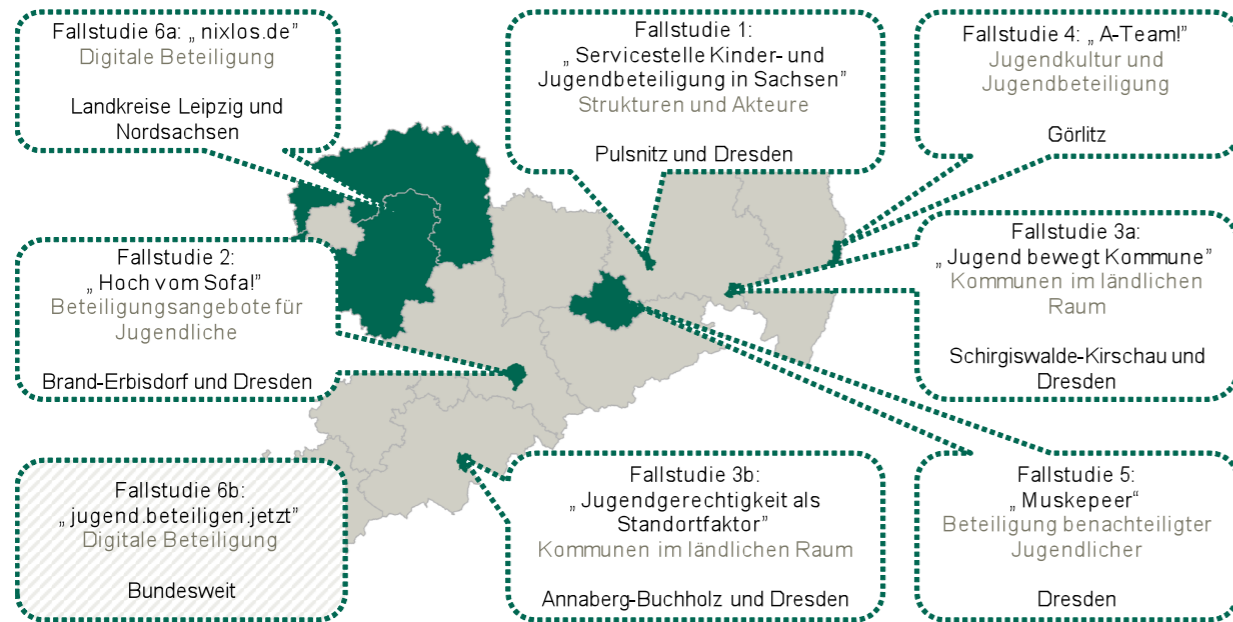 Fallstudie 6a: „nixlos.de"
Digitale Beteiligung
Landkreise Leipzig und
Nordsachsen
Fallstudie 1:
„Servicestelle Kinder- und
Jugendbeteiligung in Sachsen"
Strukturen und Akteure
Pulsnitz und Dresden
Fallstudie 4: „A-Team!"
Jugendkultur und
Jugendbeteiligung
Görlitz
Fallstudie 2:
„Hoch vom Sofa!"
Beteiligungsangebote für
Jugendliche
Brand-Erbisdorf und Dresden
Fallstudie 3a:
„Jugend bewegt Kommune"
Kommunen im ländlichen
Raum
Schirgiswalde-Kirschau und
Dresden
Fallstudie 6b:
„jugend.beteiligen.jetzt"
Digitale Beteiligung
Bundesweit
Fallstudie 3b:
„Jugendgerechtigkeit als
Standortfaktor"
Kommunen im ländlichen Raum
Annaberg-Buchholz und Dresden
Fallstudie 5:
„Muskepeer“
Beteiligung benachteiligter
Jugendlicher
Dresden